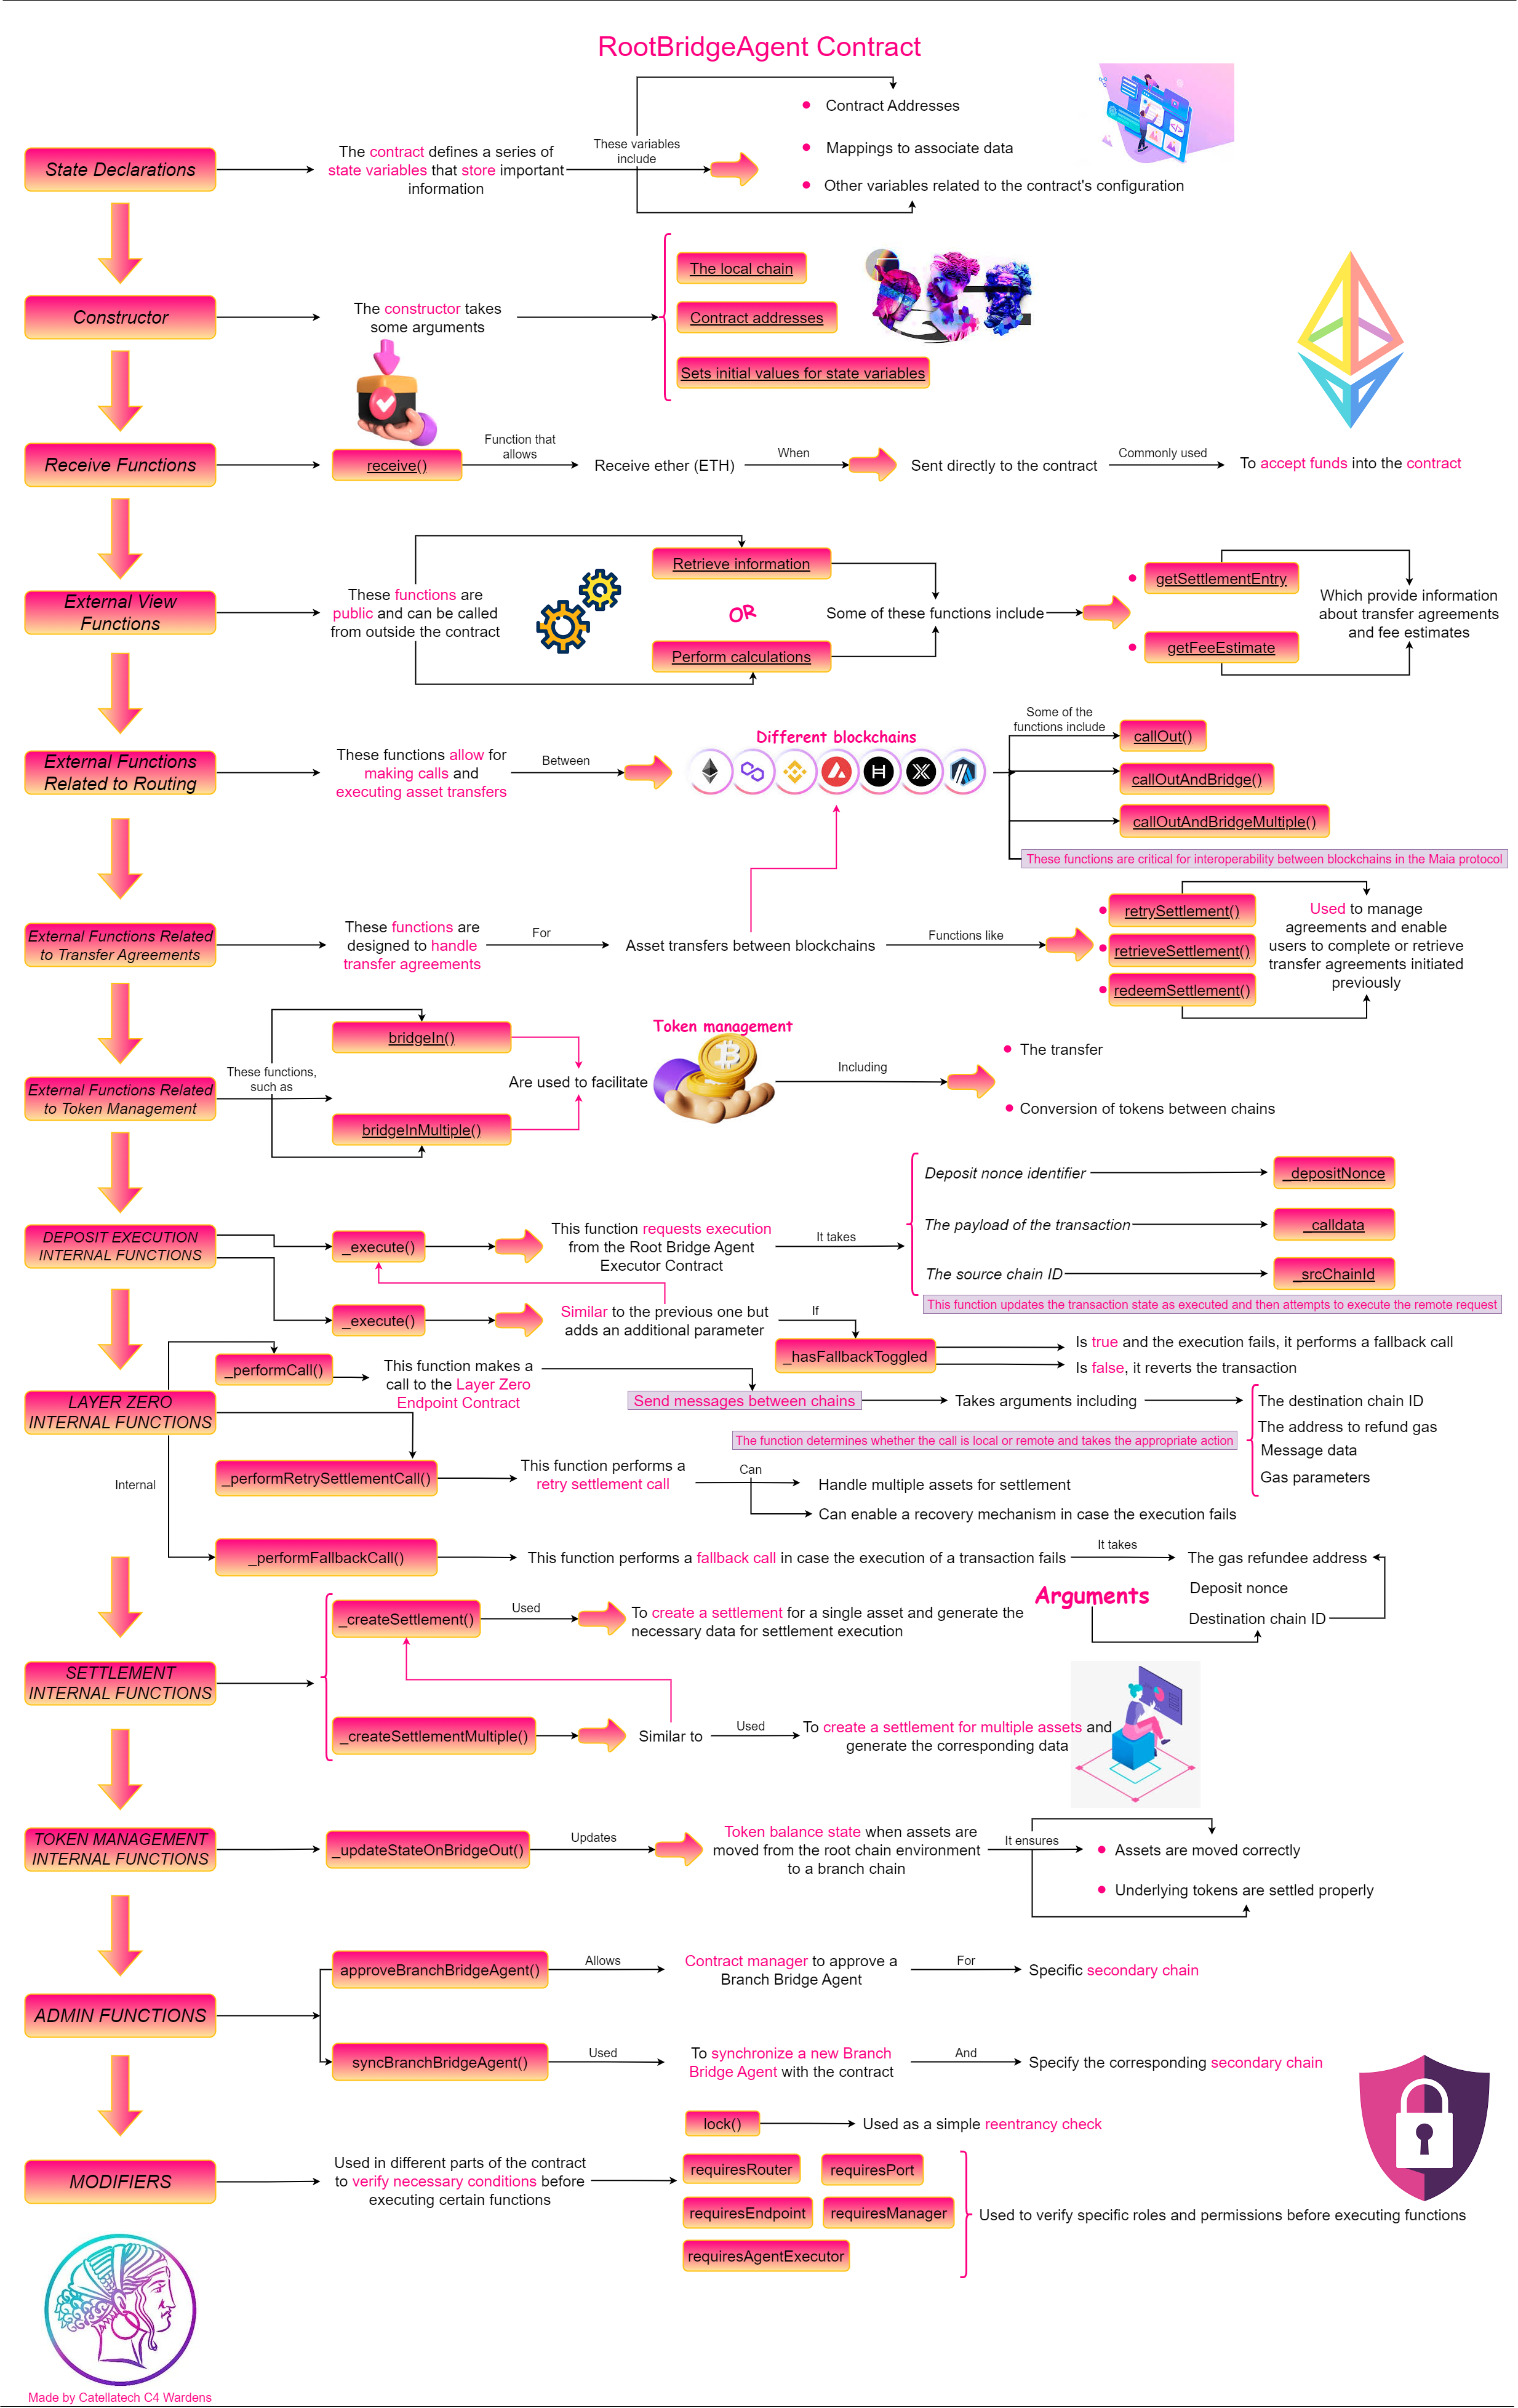 RootBridgeAgent Contract
State Declarations
The contract defines a series of
state variables that store important
information
These variables
include
Contract Addresses
Mappings to associate data
Other variables related to the contract's configuration
Constructor
The constructor takes
some arguments
The local chain
Contract addresses
Sets initial values for state variables
Receive Functions
receive()
Function that
allows
Receive ether (ETH)
When
Sent directly to the contract
Commonly used
To accept funds into the contract
External View
Functions
These functions are
public and can be called
from outside the contract
Retrieve information
OR
Perform calculations
Some of these functions include
getSettlementEntry
getFeeEstimate
Which provide information
about transfer agreements
and fee estimates
External Functions
Related to Routing
These functions allow for
making calls and
executing asset transfers
Between
Different blockchains
Some of the
functions include
callOut()
callOutAndBridge()
callOutAndBridgeMultiple()
These functions are critical for interoperability between blockchains in the Maia protocol
External Functions Related
to Transfer Agreements
These functions are
designed to handle
transfer agreements
For
Asset transfers between blockchains
Functions like
retrySettlement()
retrieveSettlement()
redeemSettlement()
Used to manage
agreements and enable
users to complete or retrieve
transfer agreements initiated
previously
External Functions Related
to Token Management
These functions,
such as
bridgeIn()
bridgeInMultiple()
Are used to facilitate
Token management
Including
The transfer
Conversion of tokens between chains
DEPOSIT EXECUTION
INTERNAL FUNCTIONS
_execute()
This function requests execution
from the Root Bridge Agent
Executor Contract
It takes
Deposit nonce identifier
_depositNonce
The payload of the transaction
_calldata
The source chain ID
_srcChainId
This function updates the transaction state as executed and then attempts to execute the remote request
_execute()
Similar to the previous one but
adds an additional parameter
If
_hasFallbackToggled
Is true and the execution fails, it performs a fallback call
Is false, it reverts the transaction
LAYER ZERO
INTERNAL FUNCTIONS
_performCall()
This function makes a
call to the Layer Zero
Endpoint Contract
Send messages between chains
Takes arguments including
The destination chain ID
The address to refund gas
Message data
Gas parameters
The function determines whether the call is local or remote and takes the appropriate action
_performRetrySettlementCall()
This function performs a
retry settlement call
Can
Handle multiple assets for settlement
Can enable a recovery mechanism in case the execution fails
Internal
_performFallbackCall()
This function performs a fallback call in case the execution of a transaction fails
It takes
The gas refundee address
Deposit nonce
Destination chain ID
Arguments
SETTLEMENT
INTERNAL FUNCTIONS
_createSettlement()
Used
To create a settlement for a single asset and generate the
necessary data for settlement execution
_createSettlementMultiple()
Similar to
Used
To create a settlement for multiple assets and
generate the corresponding data
TOKEN MANAGEMENT
INTERNAL FUNCTIONS
_updateStateOnBridgeOut()
Updates
Token balance state when assets are
moved from the root chain environment
to a branch chain
It ensures
Assets are moved correctly
Underlying tokens are settled properly
ADMIN FUNCTIONS
approveBranchBridgeAgent()
Allows
Contract manager to approve a
Branch Bridge Agent
For
Specific secondary chain
syncBranchBridgeAgent()
Used
To synchronize a new Branch
Bridge Agent with the contract
And
Specify the corresponding secondary chain
MODIFIERS
Used in different parts of the contract
to verify necessary conditions before
executing certain functions
lock()
Used as a simple reentrancy check
requiresRouter
requiresPort
requiresEndpoint
requiresManager
requiresAgentExecutor
Used to verify specific roles and permissions before executing functions
Made by Catellatech C4 Wardens